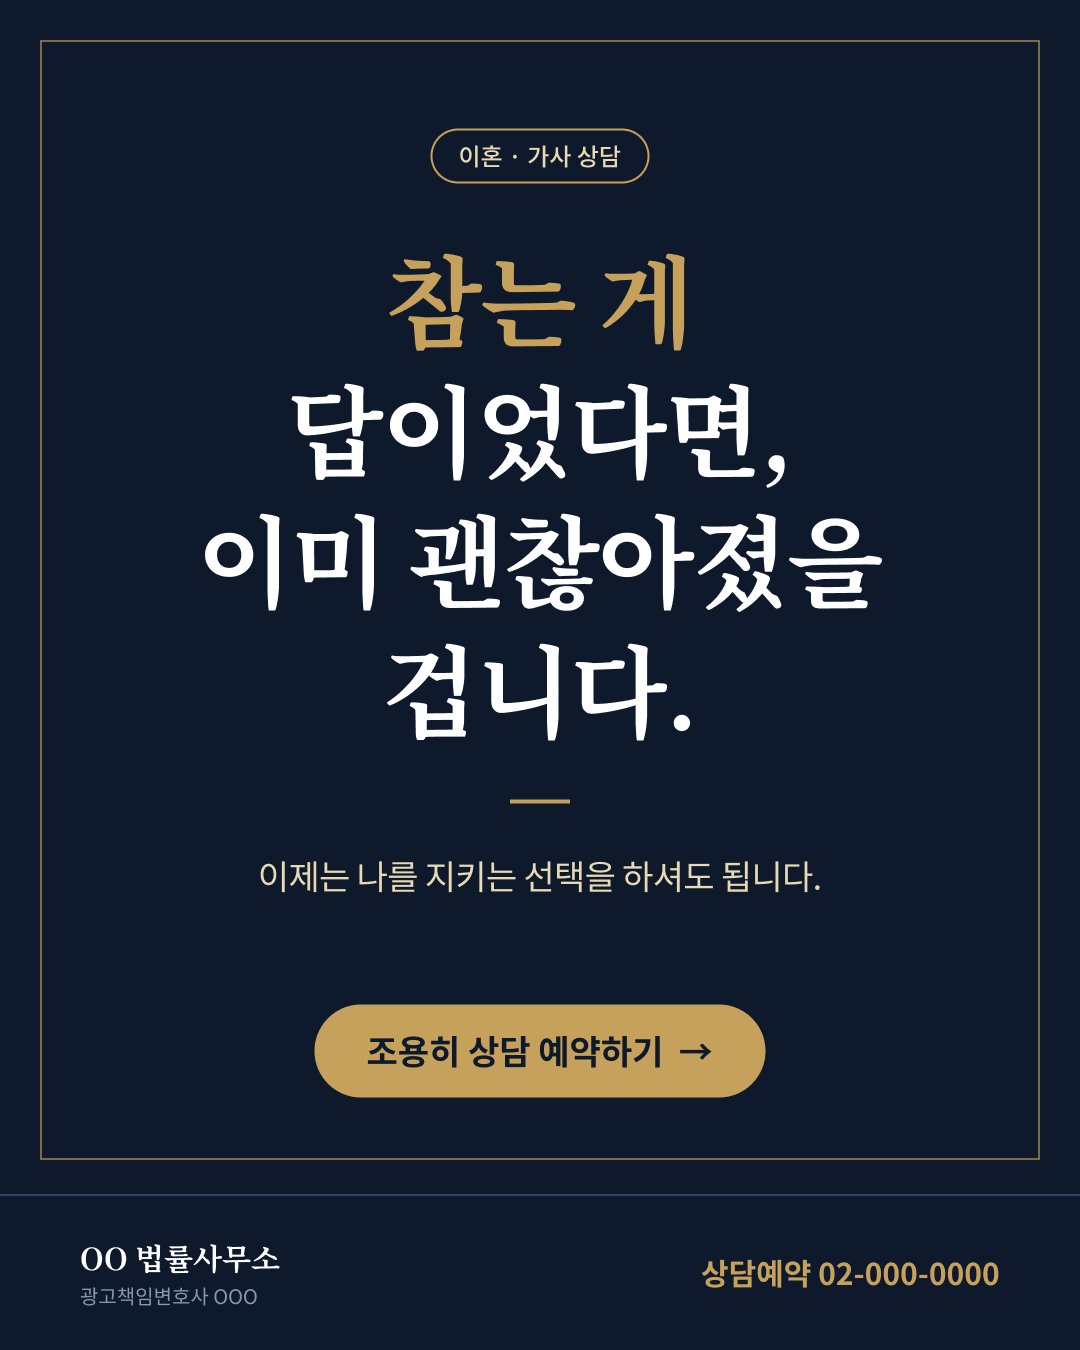 이혼 · 가사 상담
참는 게
답이었다면,
이미 괜찮아졌을
겁니다.
이제는 나를 지키는 선택을 하셔도 됩니다.
조용히 상담 예약하기 →
OO 법률사무소
광고책임변호사 OOO
상담예약 02-000-0000